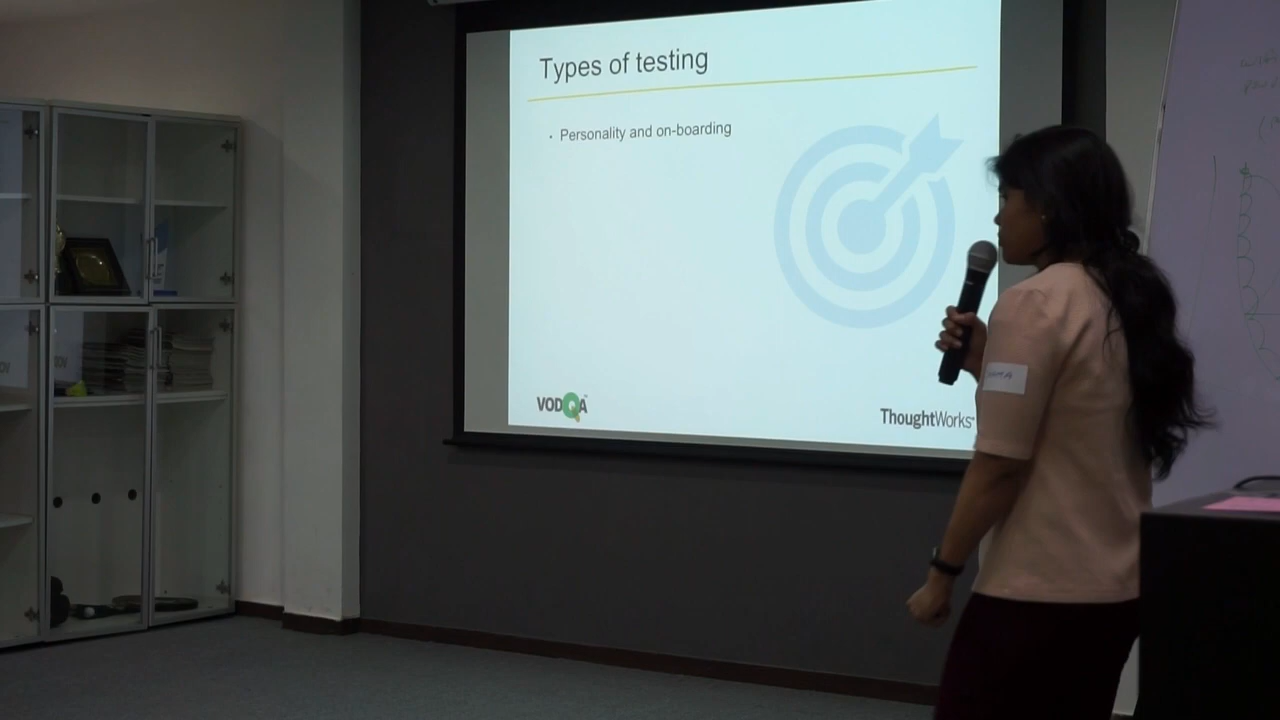 Types of testing
• Personality and on-boarding
VODQA
ThoughtWorks